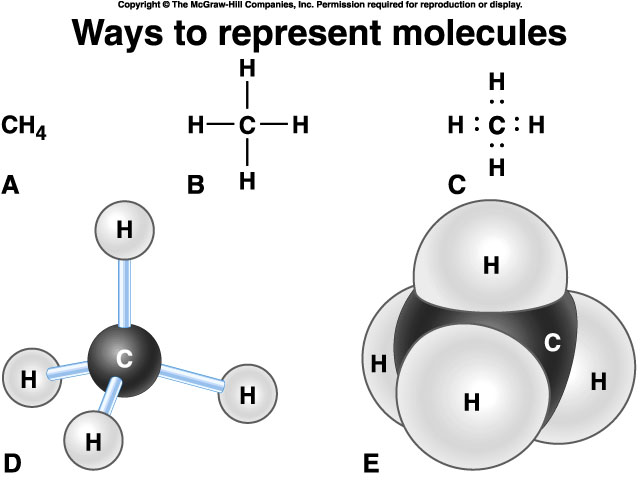 Copyright © The McGraw-Hill Companies, Inc. Permission required for reproduction or display.
Ways to represent molecules
CH4
A
H
H—C—H
H
B
H
H : C : H
H
C
H
C
H
H
H
D
H
C
H
H
H
E